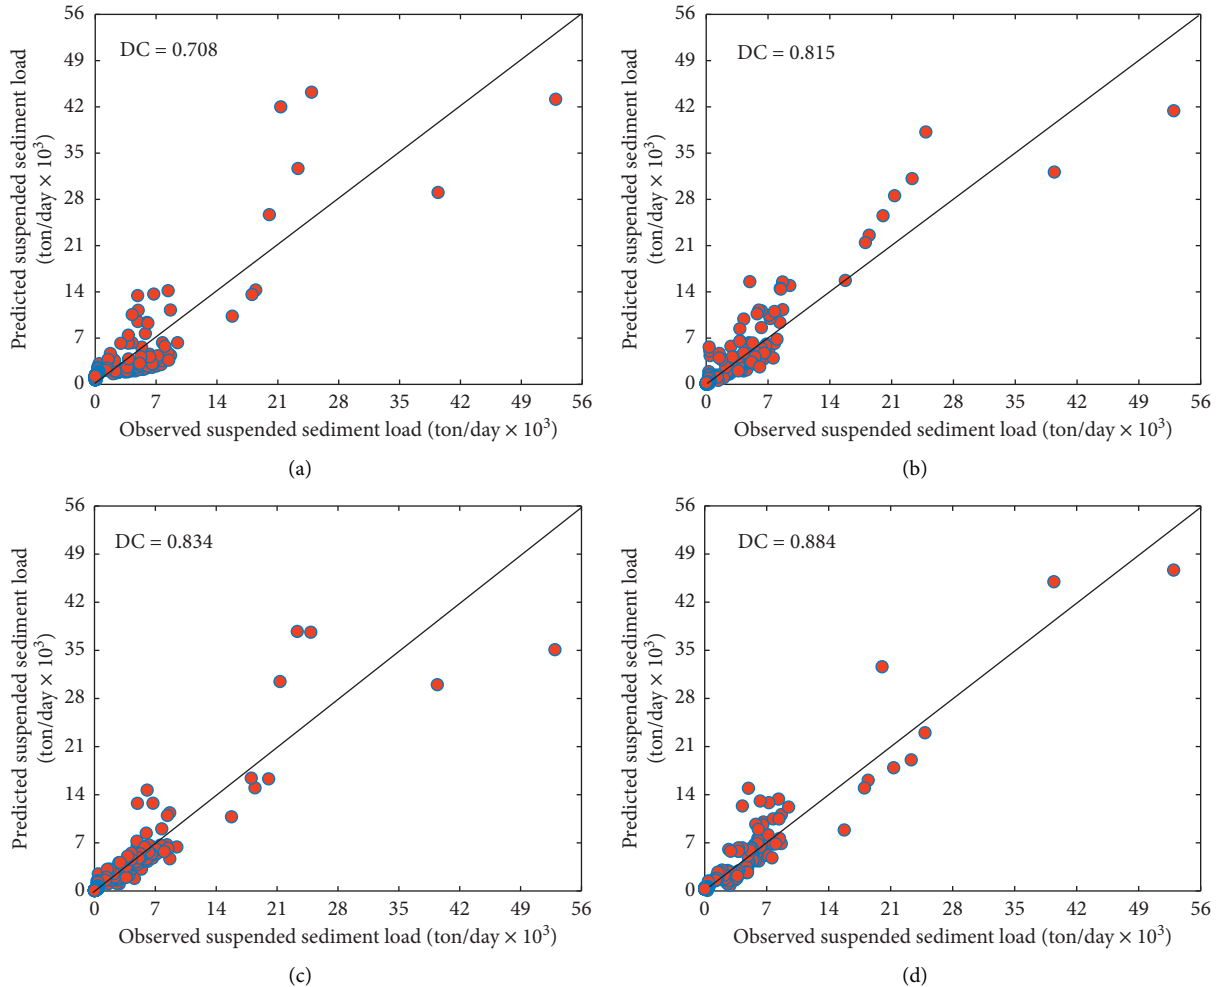 Predicted suspended sediment load
(ton/day × 10³)
56
49
42
35
28
21
14
7
0
DC = 0.708
0 7 14 21 28 35 42 49 56
Observed suspended sediment load (ton/day × 10³)
(a)
Predicted suspended sediment load
(ton/day × 10³)
56
49
42
35
28
21
14
7
0
DC = 0.815
0 7 14 21 28 35 42 49 56
Observed suspended sediment load (ton/day × 10³)
(b)
Predicted suspended sediment load
(ton/day × 10³)
56
49
42
35
28
21
14
7
0
DC = 0.834
0 7 14 21 28 35 42 49 56
Observed suspended sediment load (ton/day × 10³)
(c)
Predicted suspended sediment load
(ton/day × 10³)
56
49
42
35
28
21
14
7
0
DC = 0.884
0 7 14 21 28 35 42 49 56
Observed suspended sediment load (ton/day × 10³)
(d)